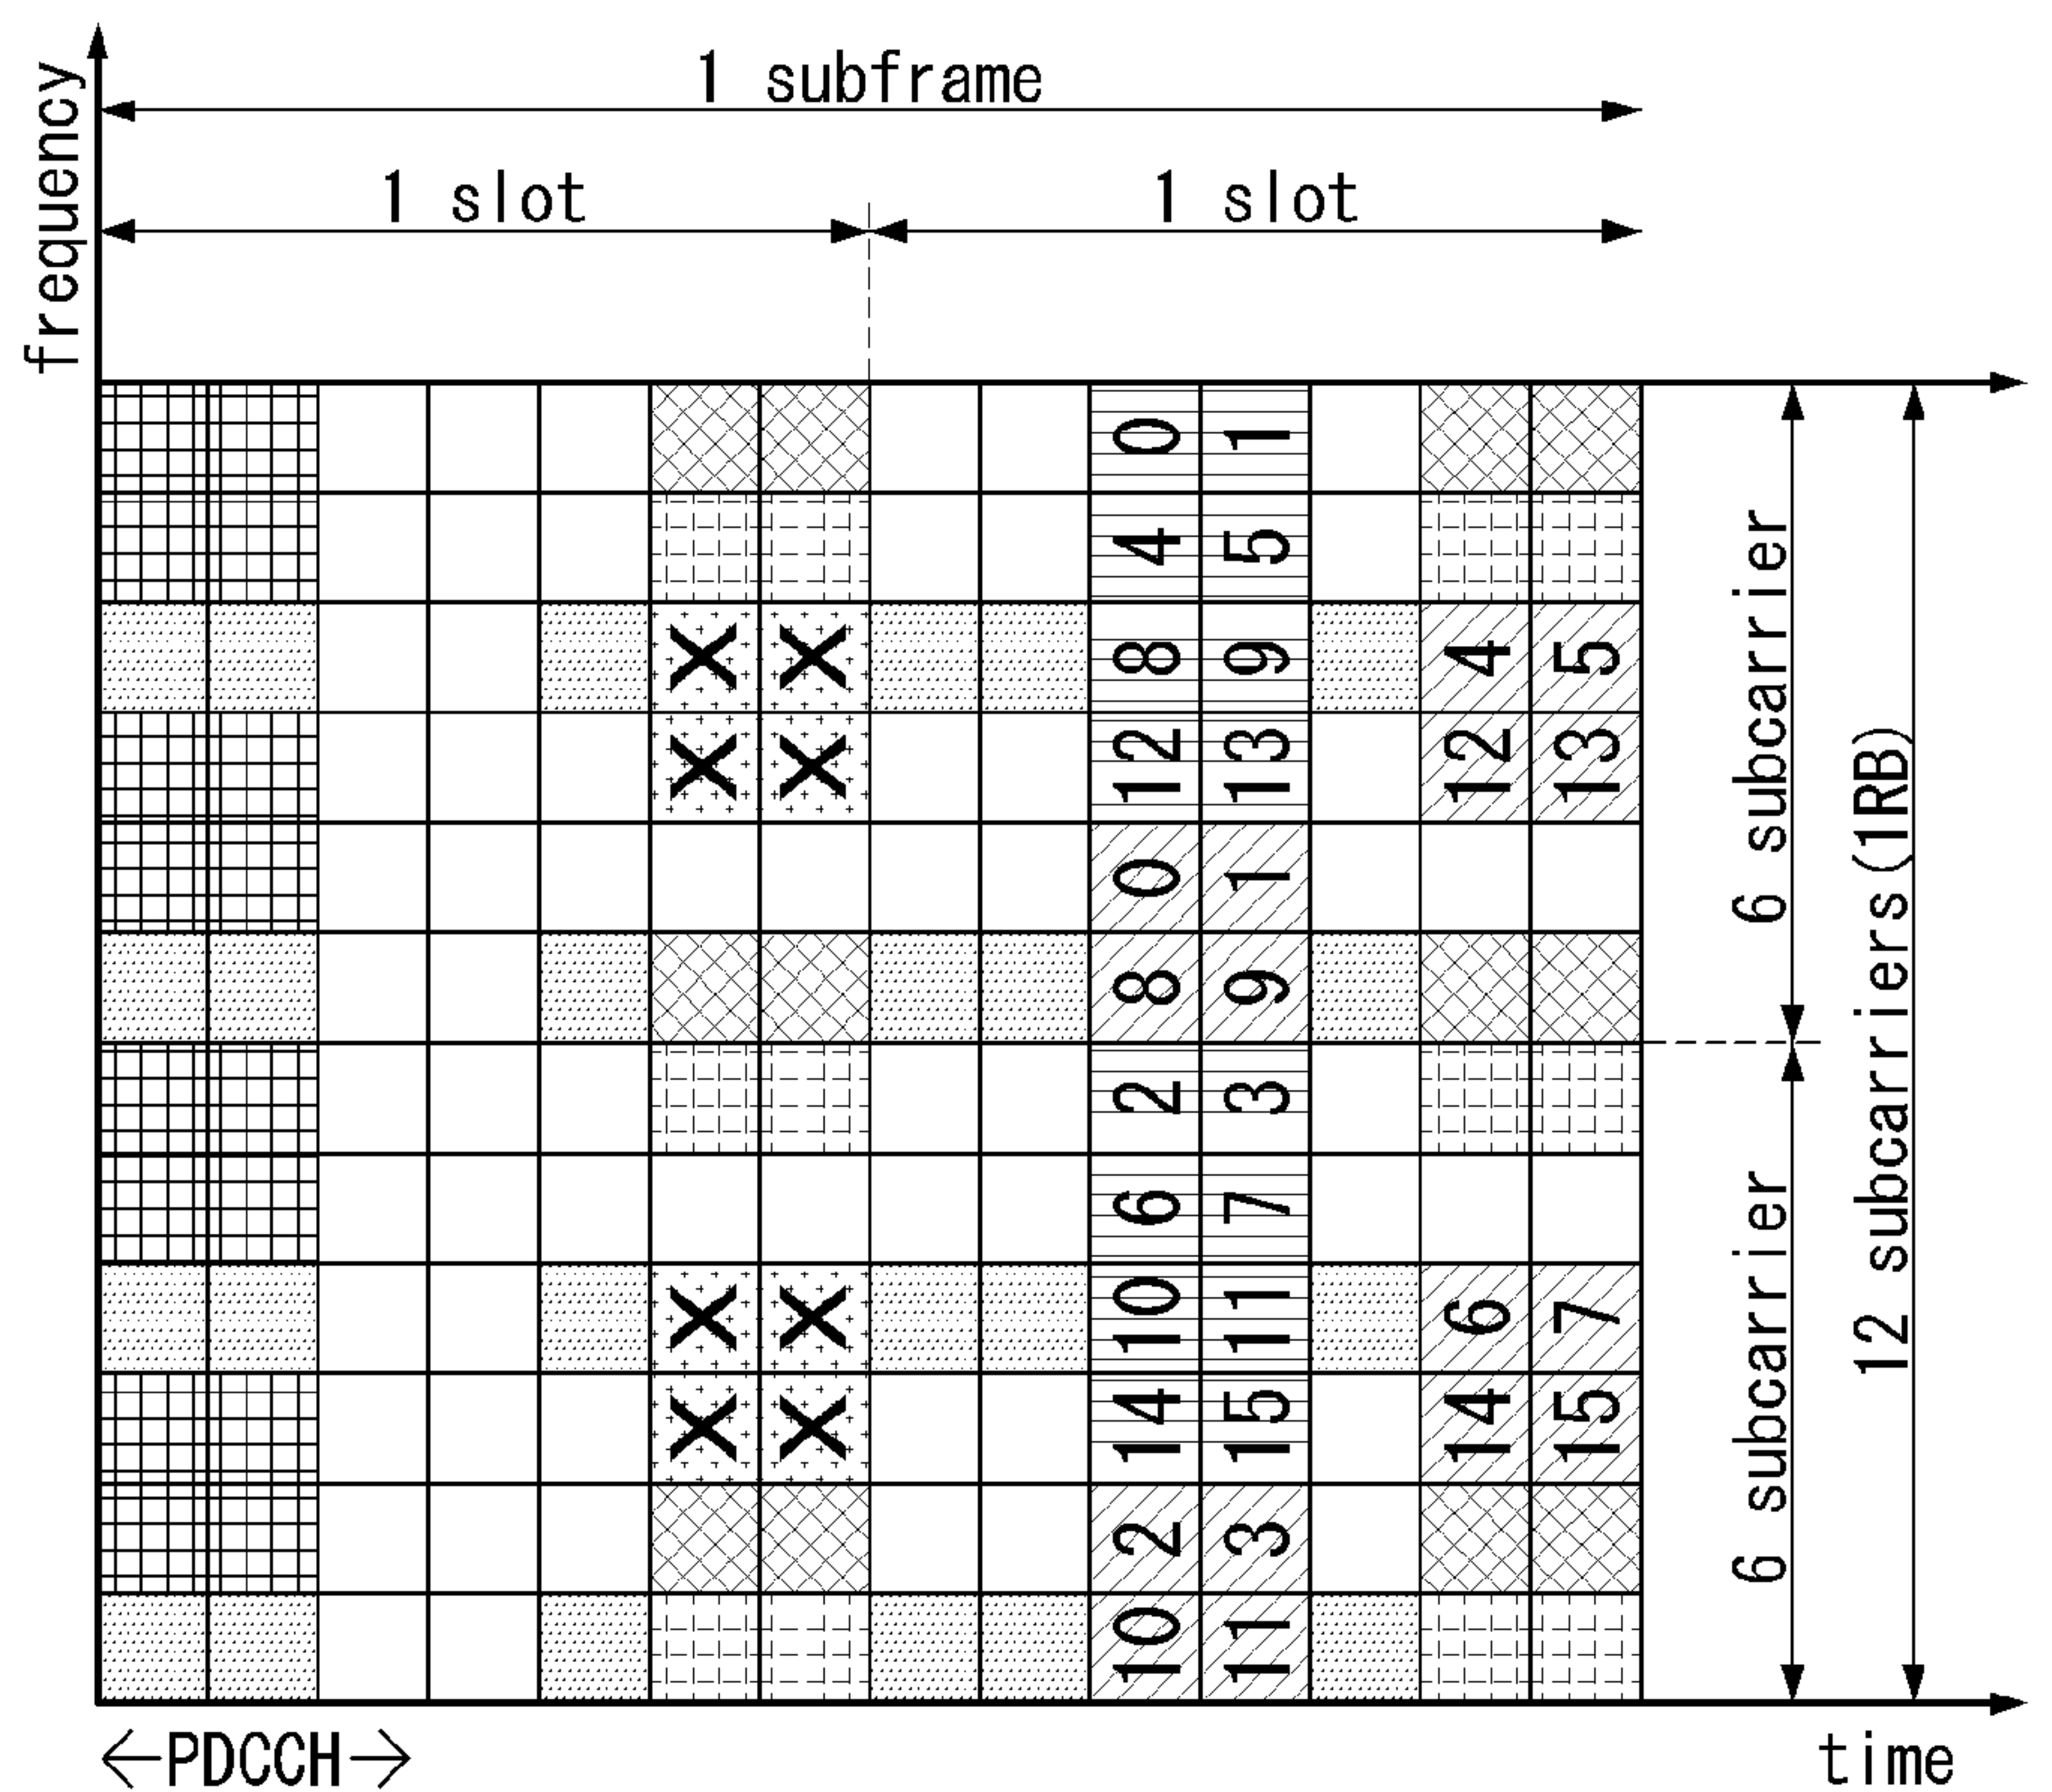 1 subframe
1 slot 1 slot
frequency
0 1
4 5
X X 8 9 4 5
X X 12 13 12 13
0 1
8 9
2 3
6 7
X X 10 11 6 7
X X 14 15 14 15
2 3
10 11
6 subcarrier
6 subcarrier
12 subcarriers(1RB)
PDCCH
time